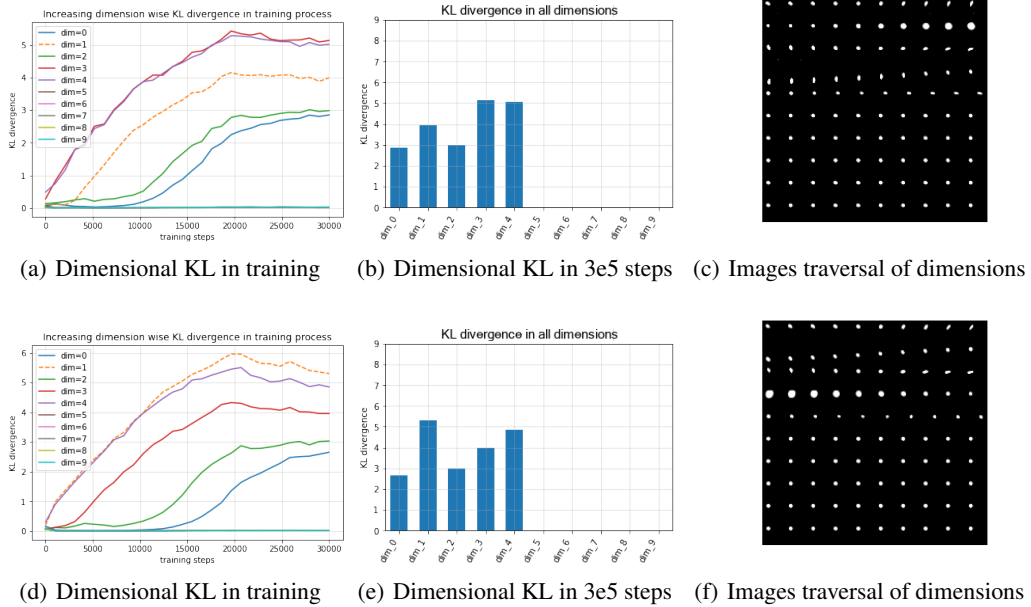 Increasing dimension wise KL divergence in training process
KL divergence
5
4
3
2
1
0
dim=0
dim=1
dim=2
dim=3
dim=4
dim=5
dim=6
dim=7
dim=8
dim=9
0 5000 10000 15000 20000 25000 30000
training steps
KL divergence in all dimensions
KL divergence
9
8
7
6
5
4
3
2
1
0
dim_0 dim_1 dim_2 dim_3 dim_4 dim_5 dim_6 dim_7 dim_8 dim_9
(a) Dimensional KL in training
(b) Dimensional KL in 3e5 steps
(c) Images traversal of dimensions
Increasing dimension wise KL divergence in training process
KL divergence
6
5
4
3
2
1
0
dim=0
dim=1
dim=2
dim=3
dim=4
dim=5
dim=6
dim=7
dim=8
dim=9
0 5000 10000 15000 20000 25000 30000
training steps
KL divergence in all dimensions
KL divergence
9
8
7
6
5
4
3
2
1
0
dim_0 dim_1 dim_2 dim_3 dim_4 dim_5 dim_6 dim_7 dim_8 dim_9
(d) Dimensional KL in training
(e) Dimensional KL in 3e5 steps
(f) Images traversal of dimensions